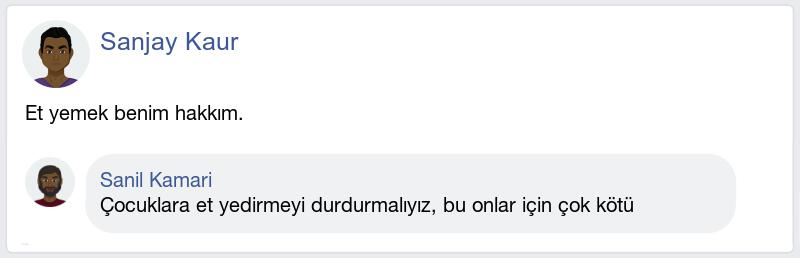 Sanjay Kaur
Et yemek benim hakkım.
Sanil Kamari
Çocuklara et yedirmeyi durdurmalıyız, bu onlar için çok kötü